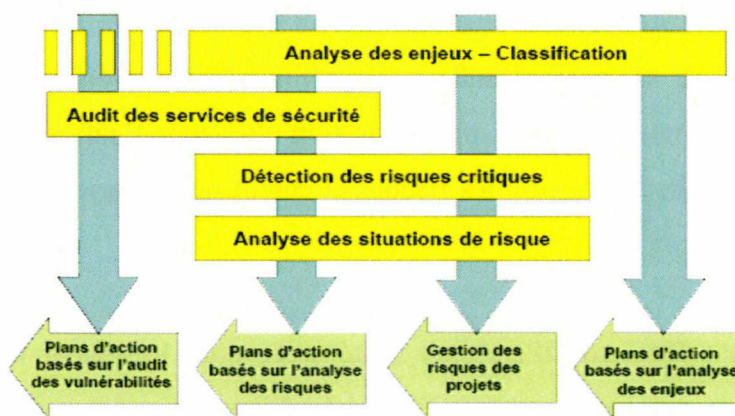 Analyse des enjeux – Classification
Audit des services de sécurité
Détection des risques critiques
Analyse des situations de risque
Plans d'action
basés sur l'audit
des vulnérabilités
Plans d'action
basés sur l'analyse
des risques
Gestion des
risques des
projets
Plans d'action
basés sur l'analyse
des enjeux